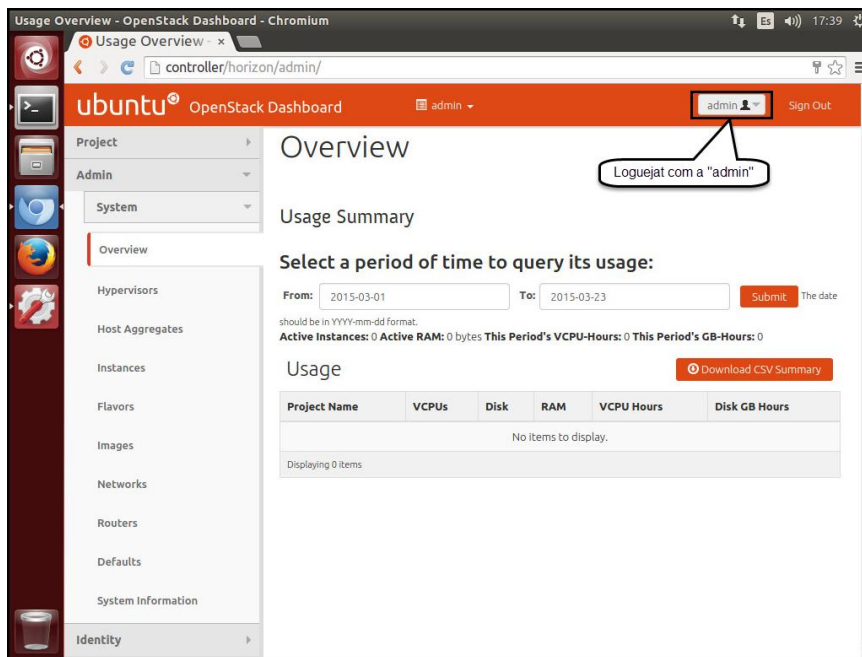 Usage Overview - OpenStack Dashboard - Chromium
Es
17:39
Usage Overview -
controller/horizon/admin/
ubuntu OpenStack Dashboard
admin
admin
Sign Out
Loguejat com a "admin"
Project
Admin
System
Overview
Hypervisors
Host Aggregates
Instances
Flavors
Images
Networks
Routers
Defaults
System Information
Identity
Overview
Usage Summary
Select a period of time to query its usage:
From: 2015-03-01 To: 2015-03-23 Submit The date
should be in YYYY-mm-dd format.
Active Instances: 0 Active RAM: 0 bytes This Period's VCPU-Hours: 0 This Period's GB-Hours: 0
Usage
Download CSV Summary
Project Name VCPUs Disk RAM VCPU Hours Disk GB Hours
No items to display.
Displaying 0 items